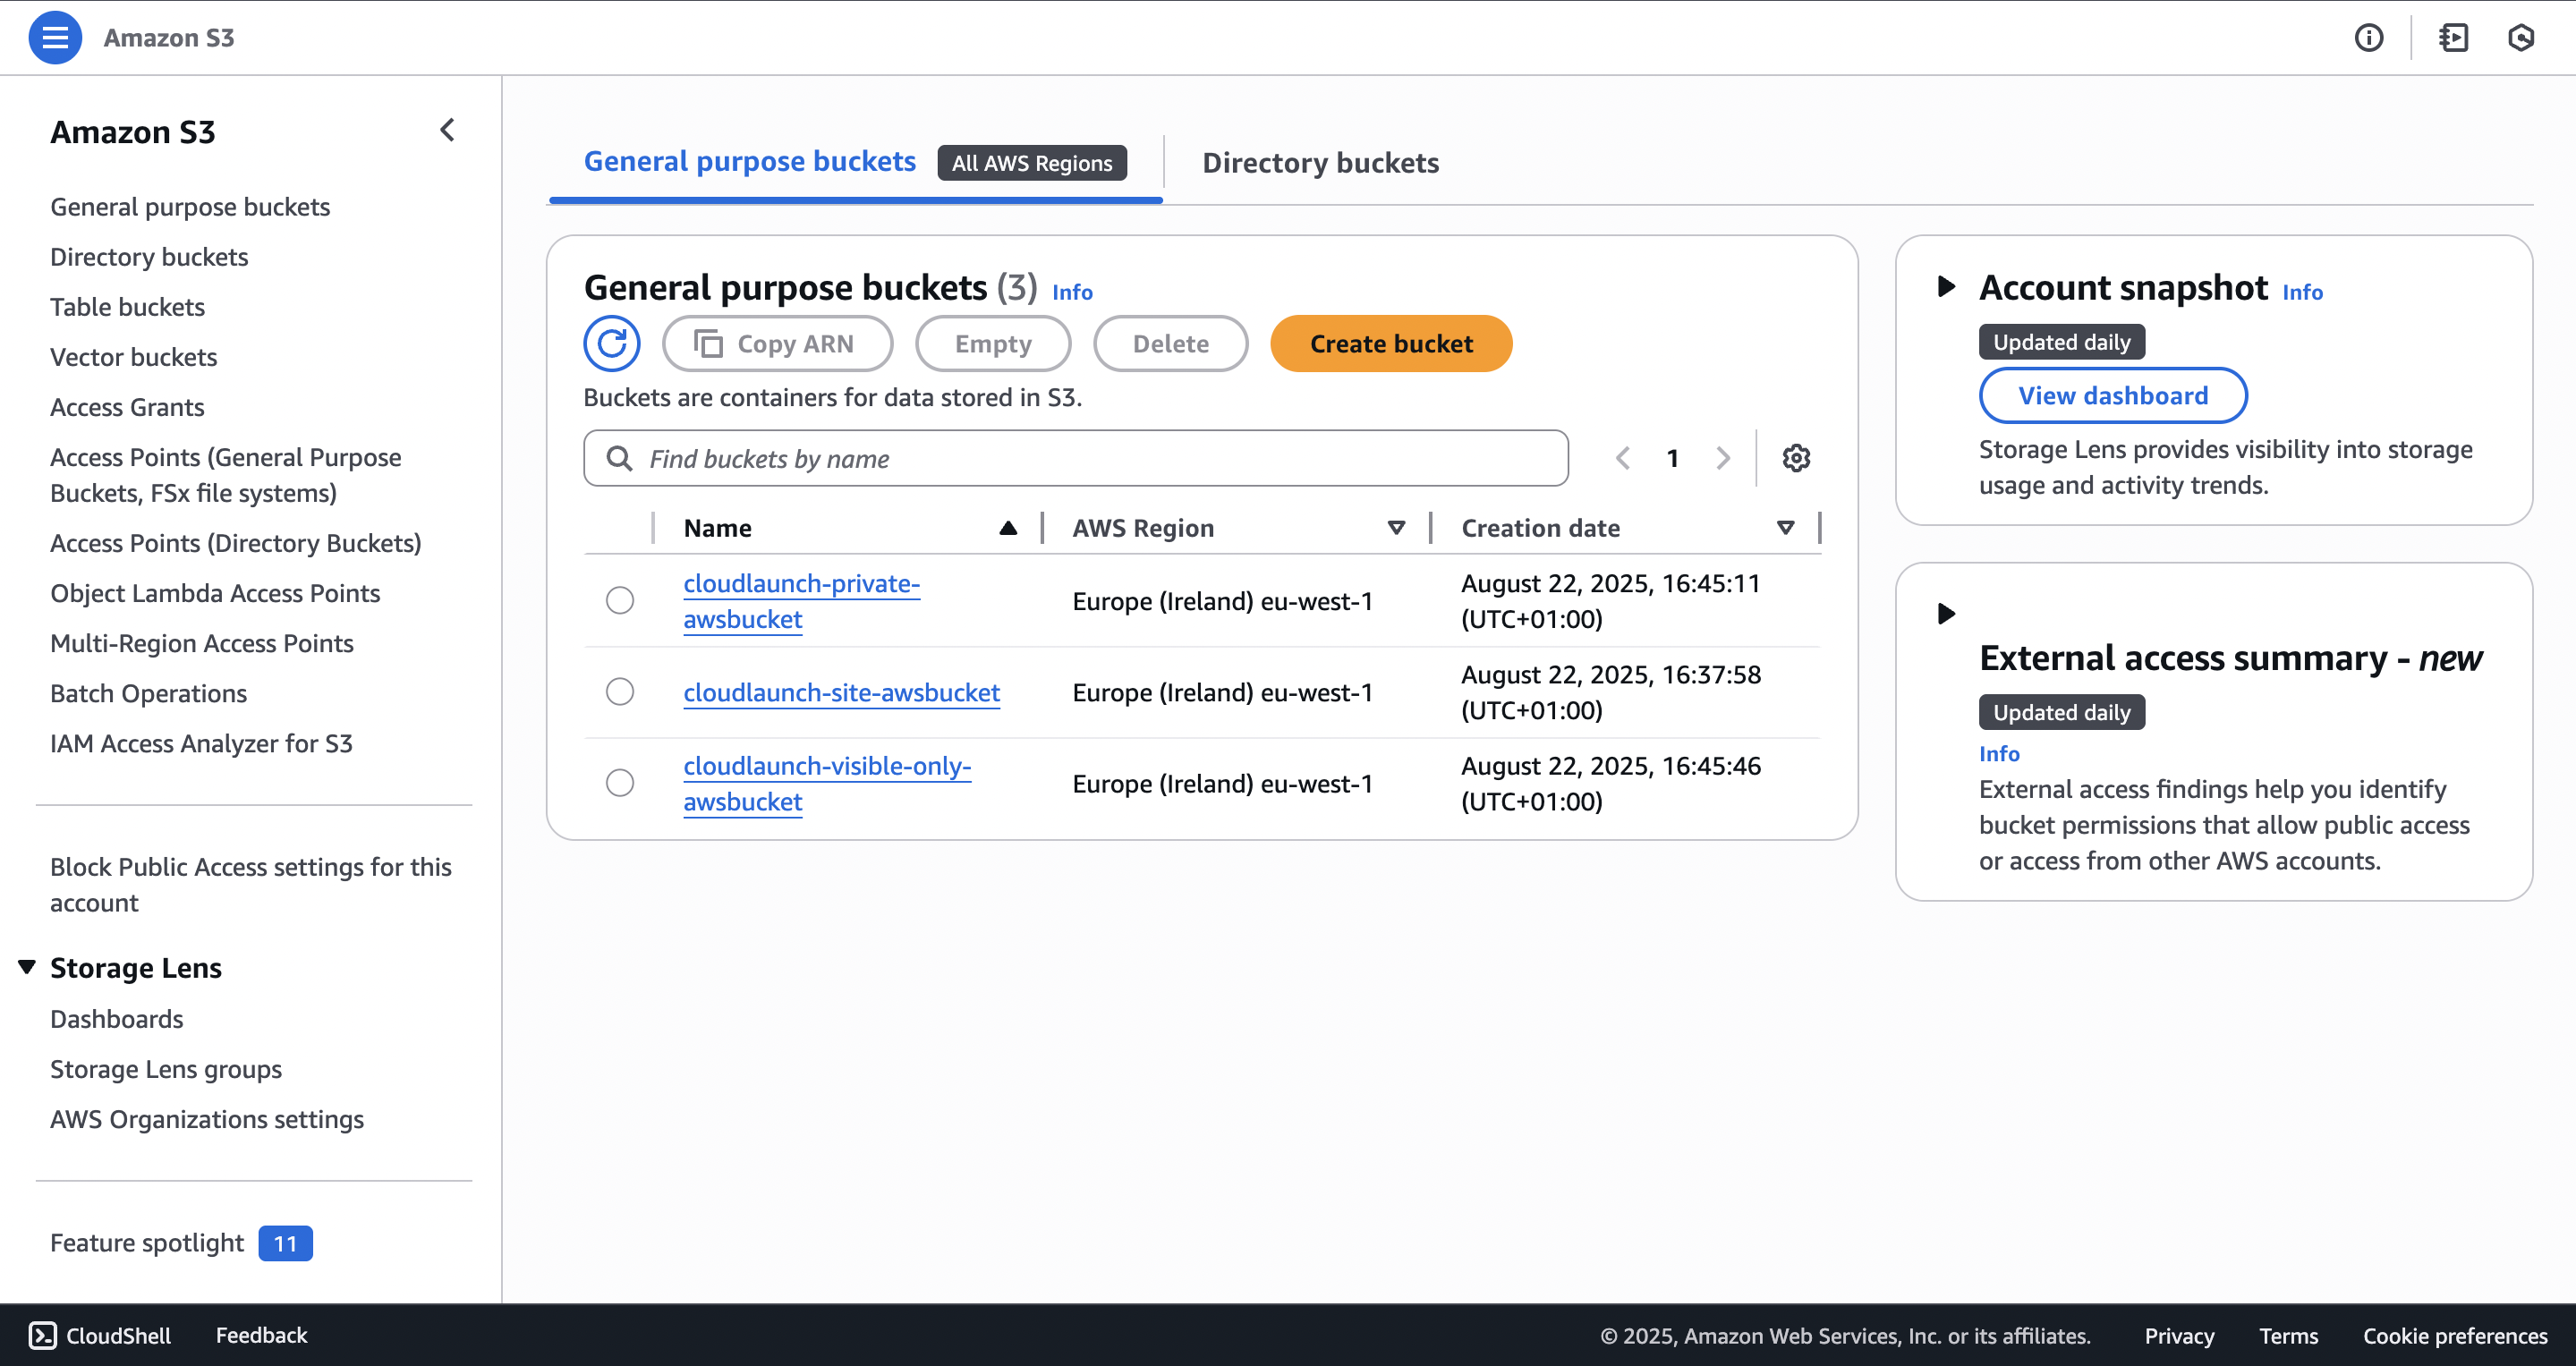 Amazon S3
Amazon S3
General purpose buckets
Directory buckets
Table buckets
Vector buckets
Access Grants
Access Points (General Purpose
Buckets, FSx file systems)
Access Points (Directory Buckets)
Object Lambda Access Points
Multi-Region Access Points
Batch Operations
IAM Access Analyzer for S3
Block Public Access settings for this
account
Storage Lens
Dashboards
Storage Lens groups
AWS Organizations settings
Feature spotlight 11
General purpose buckets All AWS Regions Directory buckets
General purpose buckets (3) Info
Copy ARN Empty Delete Create bucket
Buckets are containers for data stored in S3.
Find buckets by name 1
Name AWS Region Creation date
cloudlaunch-private-
awsbucket
Europe (Ireland) eu-west-1
August 22, 2025, 16:45:11
(UTC+01:00)
cloudlaunch-site-awsbucket
Europe (Ireland) eu-west-1
August 22, 2025, 16:37:58
(UTC+01:00)
cloudlaunch-visible-only-
awsbucket
Europe (Ireland) eu-west-1
August 22, 2025, 16:45:46
(UTC+01:00)
Account snapshot Info
Updated daily
View dashboard
Storage Lens provides visibility into storage
usage and activity trends.
External access summary - new
Updated daily
Info
External access findings help you identify
bucket permissions that allow public access
or access from other AWS accounts.
CloudShell Feedback © 2025, Amazon Web Services, Inc. or its affiliates. Privacy Terms Cookie preferences